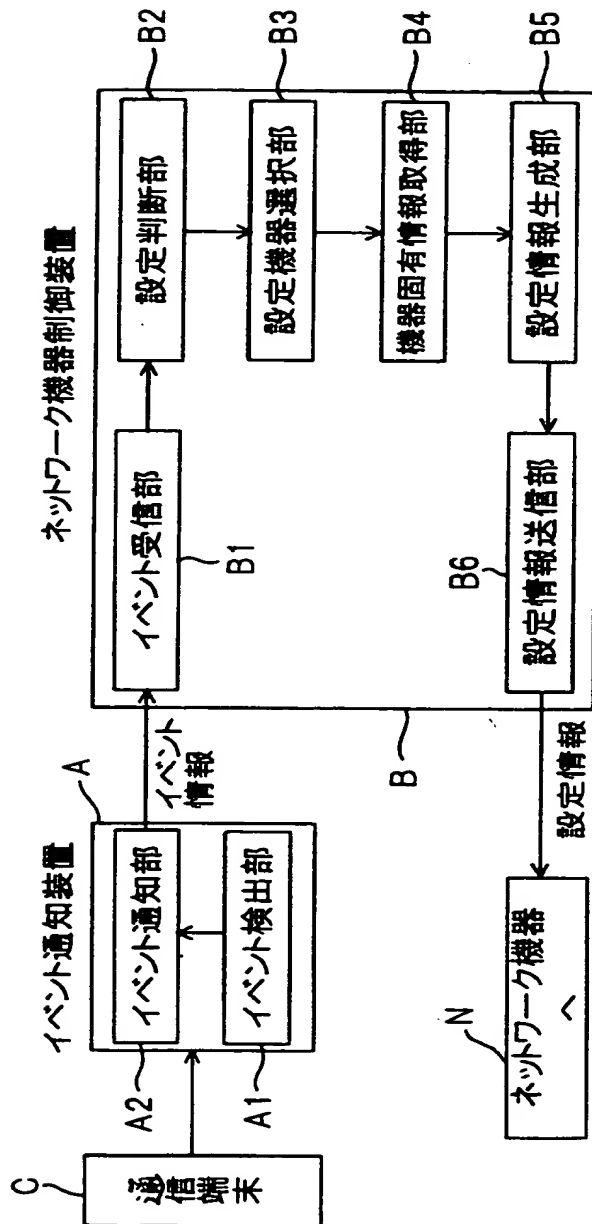 ネットワーク機器制御装置
イベント通知装置
C
通信端末
A
イベント通知部
A2
イベント検出部
A1
イベント
情報
イベント受信部
B1
設定判断部
B2
設定機器選択部
B3
機器固有情報取得部
B4
設定情報生成部
B5
設定情報送信部
B6
B
設定情報
N
ネットワーク機器
へ